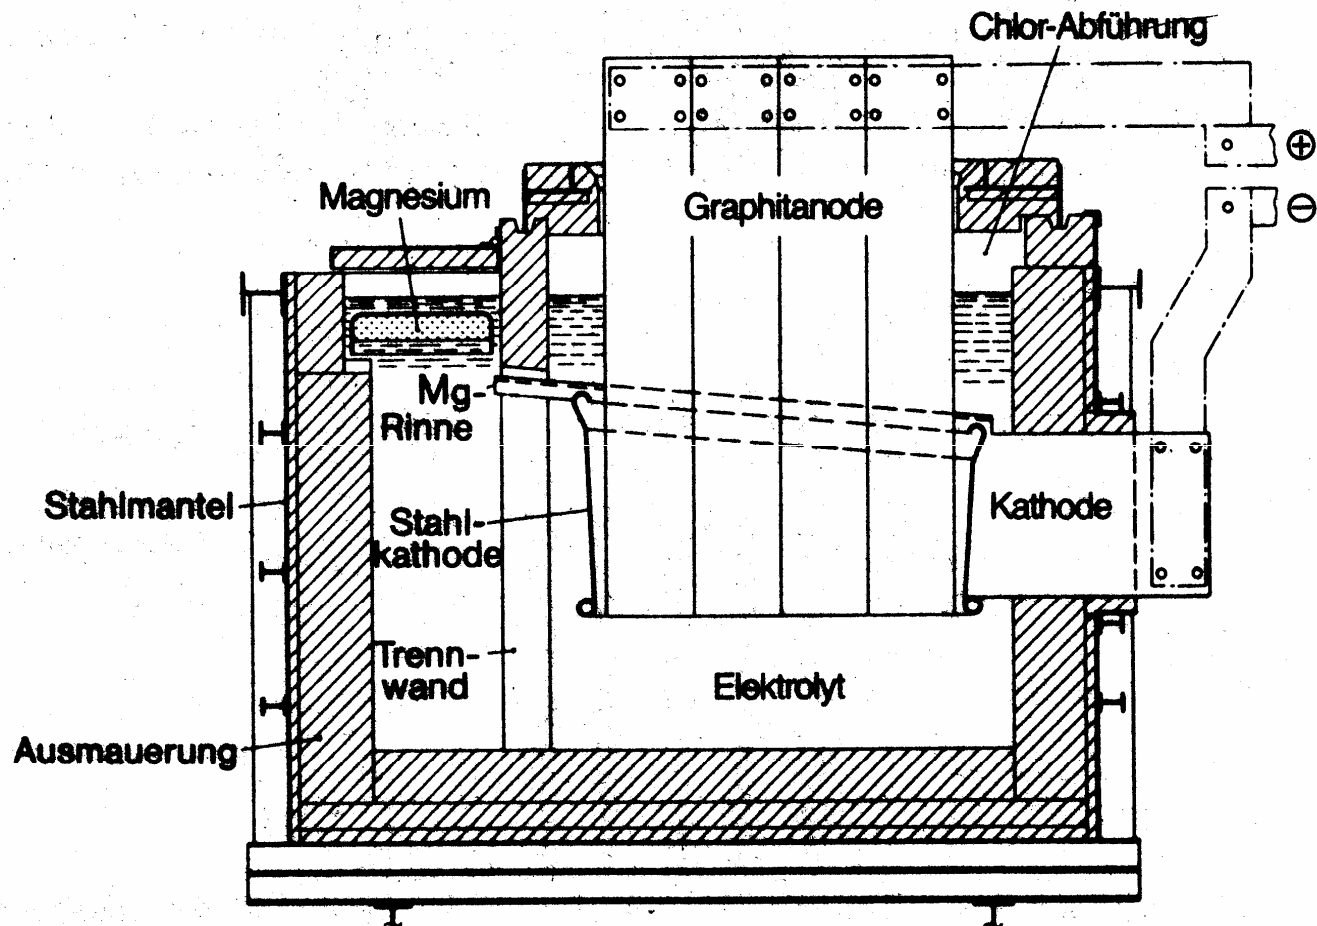 Chlor-Abführung
+
Magnesium
Graphitanode
−
Mg-
Rinne
Stahlmantel
Stahl-
kathode
Kathode
Trenn-
wand
Elektrolyt
Ausmauerung